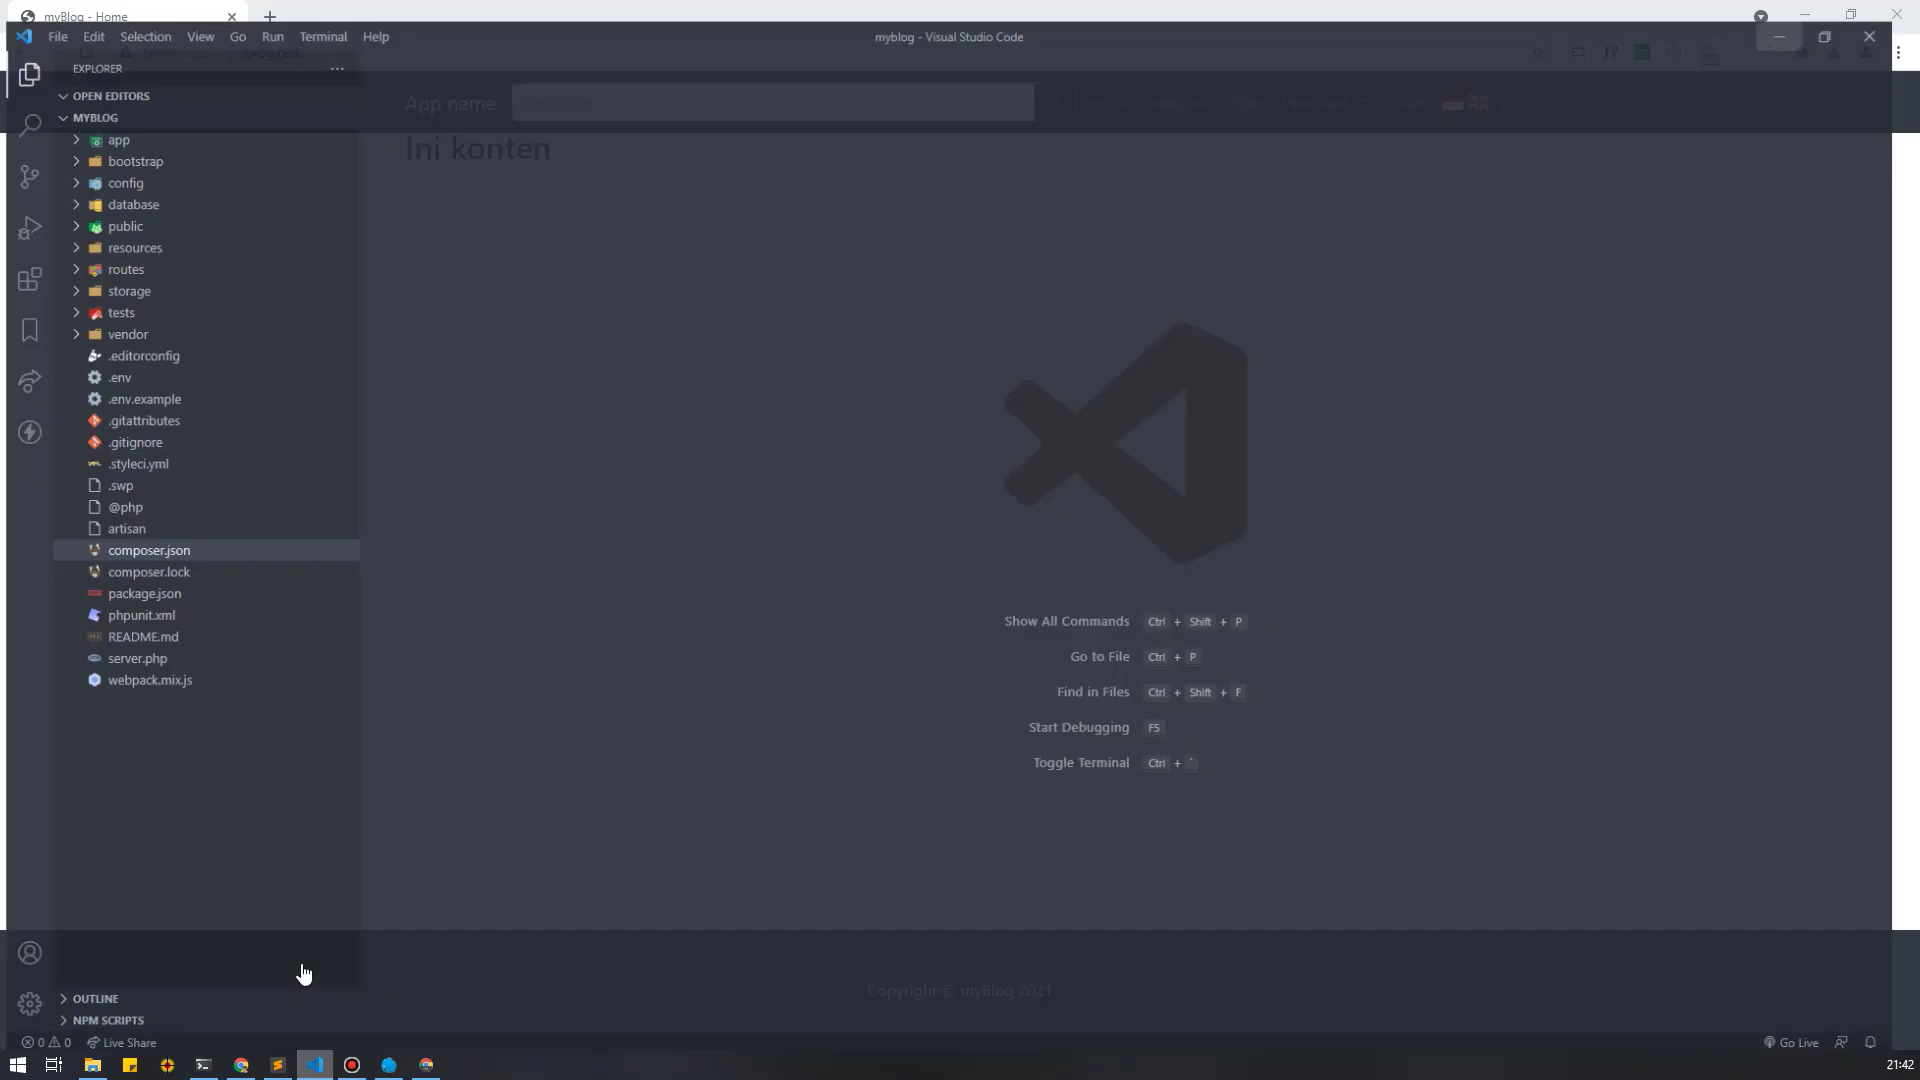 myBlog - Home
File Edit Selection View Go Run Terminal Help
myblog - Visual Studio Code
EXPLORER
OPEN EDITORS
MYBLOG
App name
Ini konten
app
bootstrap
config
database
public
resources
routes
storage
tests
vendor
.editorconfig
.env
.env.example
.gitattributes
.gitignore
.styleci.yml
.swp
@php
artisan
composer.json
composer.lock
package.json
phpunit.xml
README.md
server.php
webpack.mix.js
Show All Commands Ctrl + Shift + P
Go to File Ctrl + P
Find in Files Ctrl + Shift + F
Start Debugging F5
Toggle Terminal Ctrl + `
Copyright © myBlog 2021
OUTLINE
NPM SCRIPTS
0 0 Live Share
Go Live
21:42